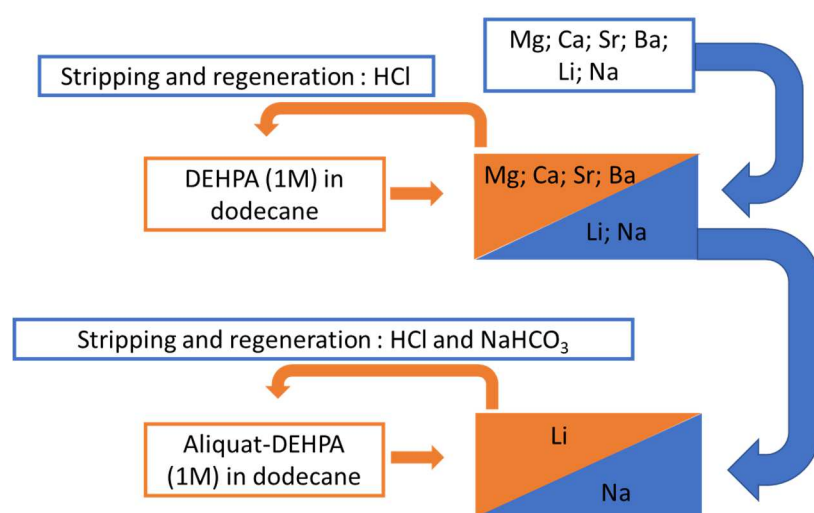 Mg; Ca; Sr; Ba;
Li; Na
Stripping and regeneration : HCl
DEHPA (1M) in
dodecane
Mg; Ca; Sr; Ba
Li; Na
Stripping and regeneration : HCl and NaHCO₃
Aliquat-DEHPA
(1M) in dodecane
Li
Na